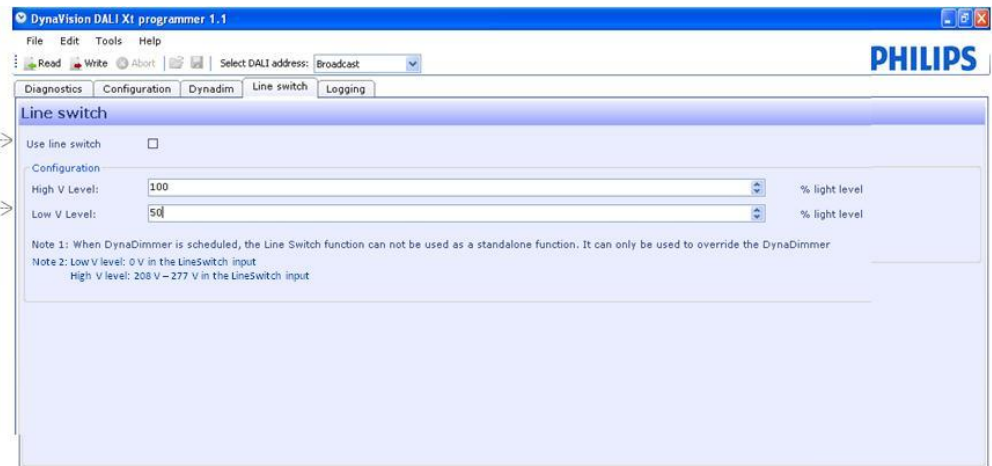 DynaVision DALI Xt programmer 1.1
File Edit Tools Help
Read Write Abort Select DALI address: Broadcast
PHILIPS
Diagnostics Configuration Dynadim Line switch Logging
Line switch
Use line switch
Configuration
High V Level: 100 % light level
Low V Level: 50 % light level
Note 1: When DynaDimmer is scheduled, the Line Switch function can not be used as a standalone function. It can only be used to override the DynaDimmer
Note 2: Low V level: 0 V in the LineSwitch input
High V level: 208 V – 277 V in the LineSwitch input